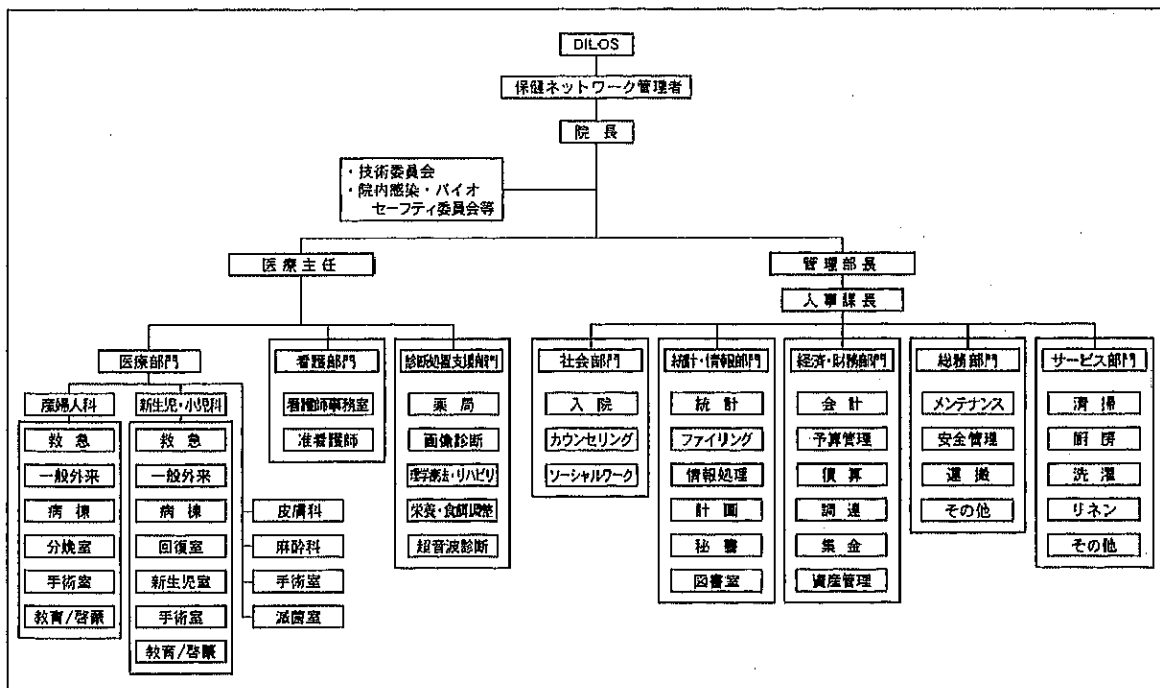 DILOS
保健ネットワーク管理者
院 長
・技術委員会
・院内感染・バイオ
セーフティ委員会等
医療主任
管理部長
人事課長
医療部門
産婦人科
救 急
一般外来
病 棟
分娩室
手術室
教育/啓蒙
新生児・小児科
救 急
一般外来
病 棟
回復室
新生児室
手術室
教育/啓蒙
皮膚科
麻酔科
手術室
滅菌室
看護部門
看護師事務室
准看護師
診断処置支援部門
薬 局
画像診断
理学療法・リハビリ
栄養・食餌調整
超音波診断
社会部門
入 院
カウンセリング
ソーシャルワーク
統計・情報部門
統 計
ファイリング
情報処理
計 画
秘 書
図書室
経済・財務部門
会 計
予算管理
積 算
調 達
集 金
資産管理
総務部門
メンテナンス
安全管理
運 搬
その他
サービス部門
清 掃
厨 房
洗 濯
リネン
その他